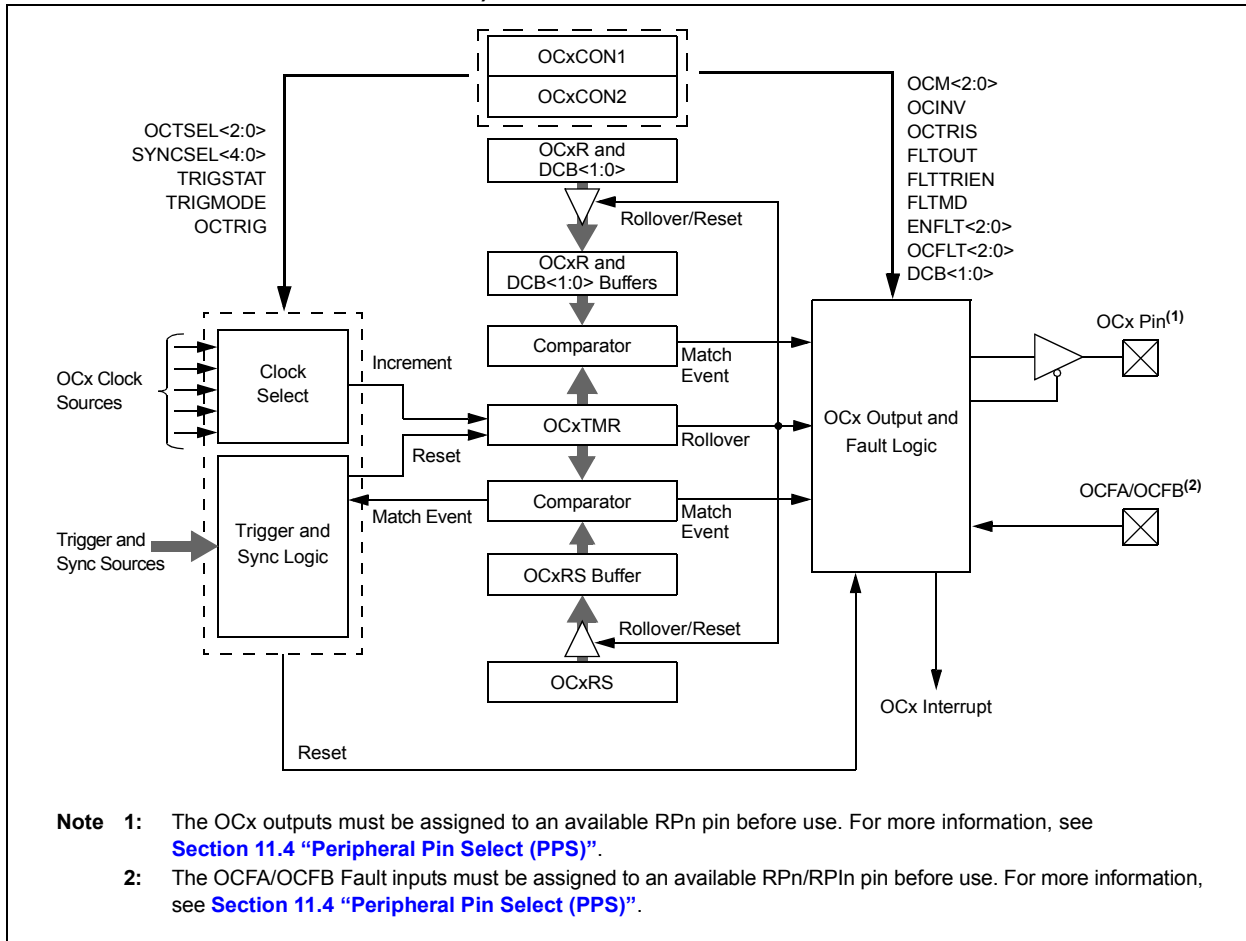 OCxCON1
OCxCON2
OCTSEL<2:0>
SYNCSEL<4:0>
TRIGSTAT
TRIGMODE
OCTRIG
OCM<2:0>
OCINV
OCTRIS
FLTOUT
FLTTRIEN
FLTMD
ENFLT<2:0>
OCFLT<2:0>
DCB<1:0>
OCxR and
DCB<1:0>
Rollover/Reset
OCxR and
DCB<1:0> Buffers
OCx Clock
Sources
Clock
Select
Increment
Comparator
Match
Event
OCx Pin(1)
OCxTMR
Rollover
Reset
OCx Output and
Fault Logic
Trigger and
Sync Sources
Trigger and
Sync Logic
Match Event
Comparator
Match
Event
OCFA/OCFB(2)
OCxRS Buffer
Rollover/Reset
OCxRS
OCx Interrupt
Reset
Note 1: The OCx outputs must be assigned to an available RPn pin before use. For more information, see
Section 11.4 “Peripheral Pin Select (PPS)”.
2: The OCFA/OCFB Fault inputs must be assigned to an available RPn/RPIn pin before use. For more information,
see Section 11.4 “Peripheral Pin Select (PPS)”.